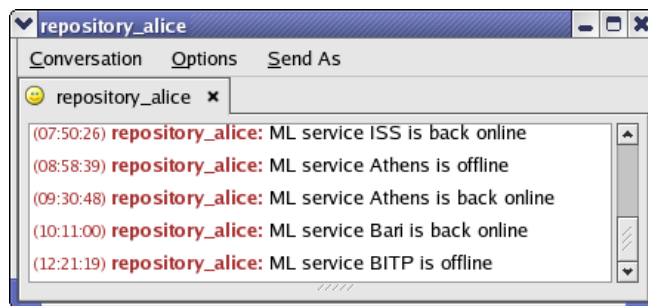 repository_alice
Conversation Options Send As
repository_alice
(07:50:26) repository_alice: ML service ISS is back online
(08:58:39) repository_alice: ML service Athens is offline
(09:30:48) repository_alice: ML service Athens is back online
(10:11:00) repository_alice: ML service Bari is back online
(12:21:19) repository_alice: ML service BITP is offline